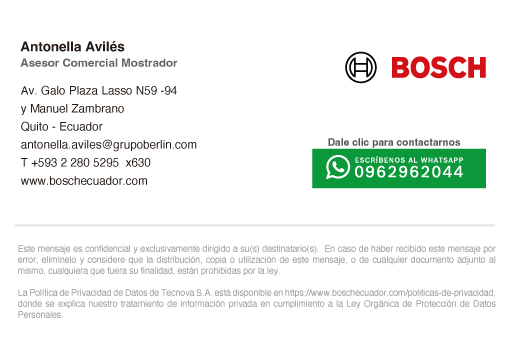 Antonella Avilés
Asesor Comercial Mostrador
Av. Galo Plaza Lasso N59 -94
y Manuel Zambrano
Quito - Ecuador
antonella.aviles@grupoberlin.com
T +593 2 280 5295  x630
www.boschecuador.com
BOSCH
Dale clic para contactarnos
ESCRÍBENOS AL WHATSAPP
0962962044
Este mensaje es confidencial y exclusivamente dirigido a su(s) destinatario(s).  En caso de haber recibido este mensaje por
error, elimínelo y considere que la distribución, copia o utilización de este mensaje, o de cualquier documento adjunto al
mismo, cualquiera que fuera su finalidad, están prohibidas por la ley.
La Política de Privacidad de Datos de Tecnova S.A. está disponible en https://www.boschecuador.com/politicas-de-privacidad,
donde se explica nuestro tratamiento de información privada en cumplimiento a la Ley Orgánica de Protección de Datos
Personales.